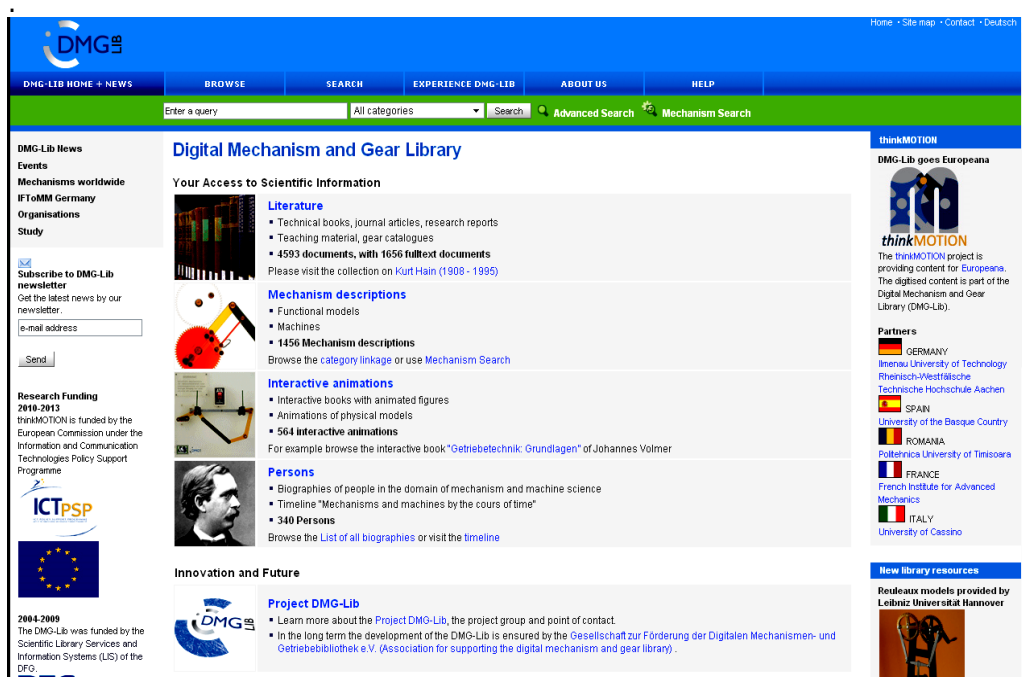 .
Home • Site map • Contact • Deutsch
DMG LIB
DMG-LIB HOME + NEWS
BROWSE
SEARCH
EXPERIENCE DMG-LIB
ABOUT US
HELP
Enter a query
All categories
Search
Advanced Search
Mechanism Search
DMG-Lib News
Events
Mechanisms worldwide
IFToMM Germany
Organisations
Study
Subscribe to DMG-Lib
newsletter
Get the latest news by our
newsletter.
e-mail address
Send
Research Funding
2010-2013
thinkMOTION is funded by the
European Commission under the
Information and Communication
Technologies Policy Support
Programme
ICTPSP
2004-2009
The DMG-Lib was funded by the
Scientific Library Services and
Information Systems (LIS) of the
DFG.
Digital Mechanism and Gear Library
Your Access to Scientific Information
Literature
▪ Technical books, journal articles, research reports
▪ Teaching material, gear catalogues
▪ 4593 documents, with 1656 fulltext documents
Please visit the collection on Kurt Hain (1908 - 1995)
Mechanism descriptions
▪ Functional models
▪ Machines
▪ 1456 Mechanism descriptions
Browse the category linkage or use Mechanism Search
Interactive animations
▪ Interactive books with animated figures
▪ Animations of physical models
▪ 564 interactive animations
For example browse the interactive book "Getriebetechnik: Grundlagen" of Johannes Volmer
Persons
▪ Biographies of people in the domain of mechanism and machine science
▪ Timeline "Mechanisms and machines by the cours of time"
▪ 340 Persons
Browse the List of all biographies or visit the timeline
Innovation and Future
DMG LIB
Project DMG-Lib
▪ Learn more about the Project DMG-Lib, the project group and point of contact.
▪ In the long term the development of the DMG-Lib is ensured by the Gesellschaft zur Förderung der Digitalen Mechanismen- und
Getriebebibliothek e.V. (Association for supporting the digital mechanism and gear library) .
thinkMOTION
DMG-Lib goes Europeana
thinkMOTION
The thinkMOTION project is
providing content for Europeana.
The digitised content is part of the
Digital Mechanism and Gear
Library (DMG-Lib).
Partners
GERMANY
Ilmenau University of Technology
Rheinisch-Westfälische
Technische Hochschule Aachen
SPAIN
University of the Basque Country
ROMANIA
Politehnica University of Timisoara
FRANCE
French Institute for Advanced
Mechanics
ITALY
University of Cassino
New library resources
Reuleaux models provided by
Leibniz Universität Hannover